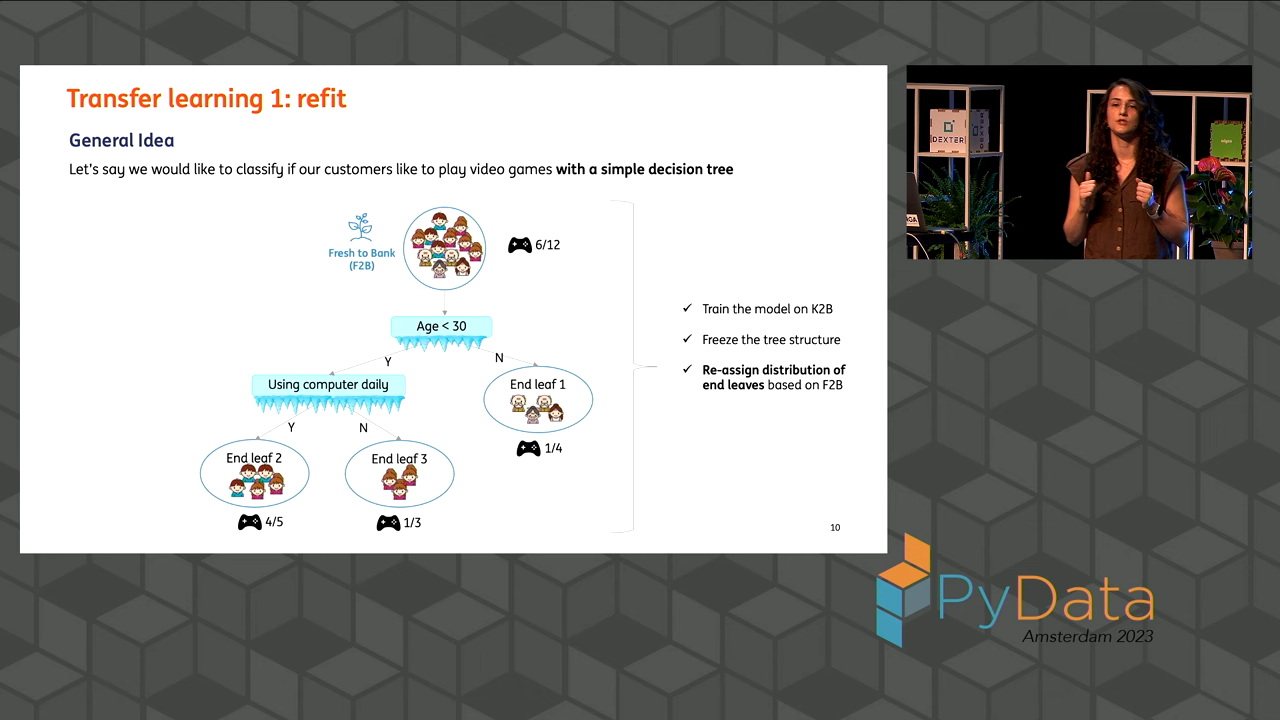 Transfer learning 1: refit
General Idea
Let's say we would like to classify if our customers like to play video games with a simple decision tree
Fresh to Bank
(F2B)
6/12
Age < 30
Y
N
Using computer daily
End leaf 1
1/4
Y
N
End leaf 2
End leaf 3
4/5
1/3
✓ Train the model on K2B
✓ Freeze the tree structure
✓ Re-assign distribution of
end leaves based on F2B
10
DEXTER
DEXTER
PyData
Amsterdam 2023